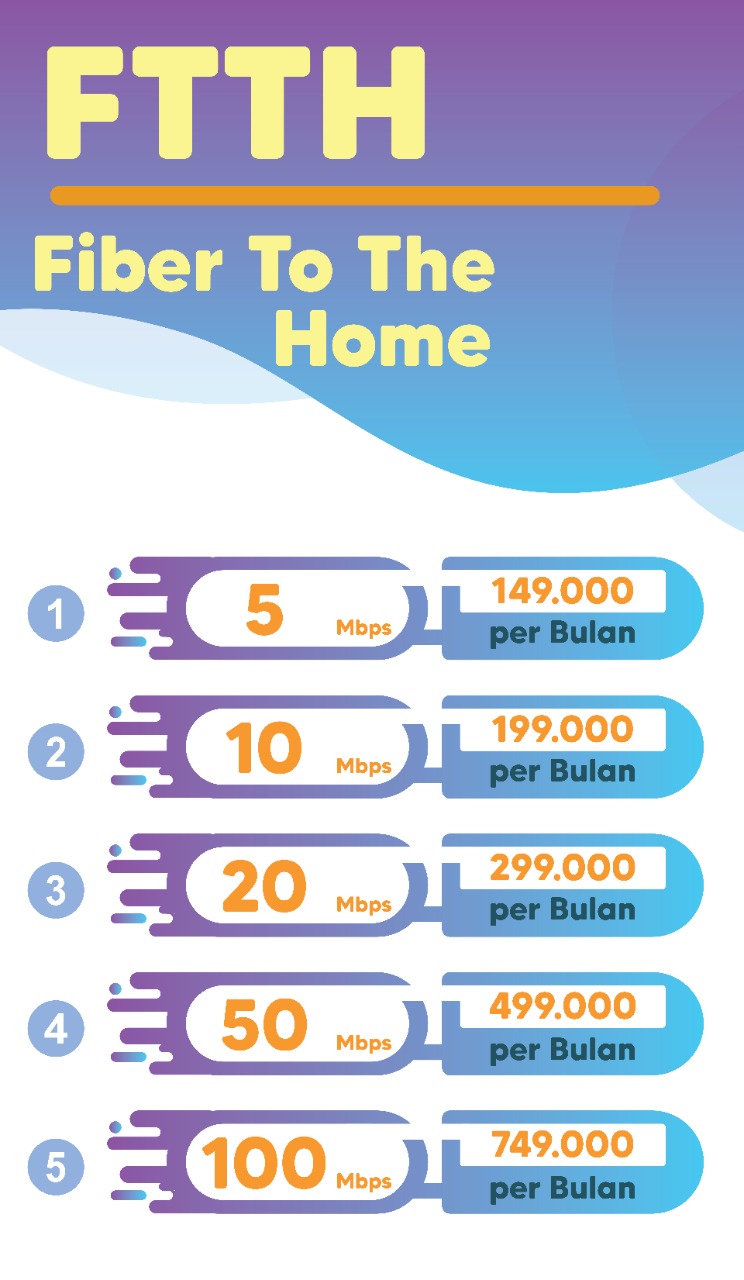 FTTH
Fiber To The
Home
1
5 Mbps
149.000
per Bulan
2
10 Mbps
199.000
per Bulan
3
20 Mbps
299.000
per Bulan
4
50 Mbps
499.000
per Bulan
5
100 Mbps
749.000
per Bulan